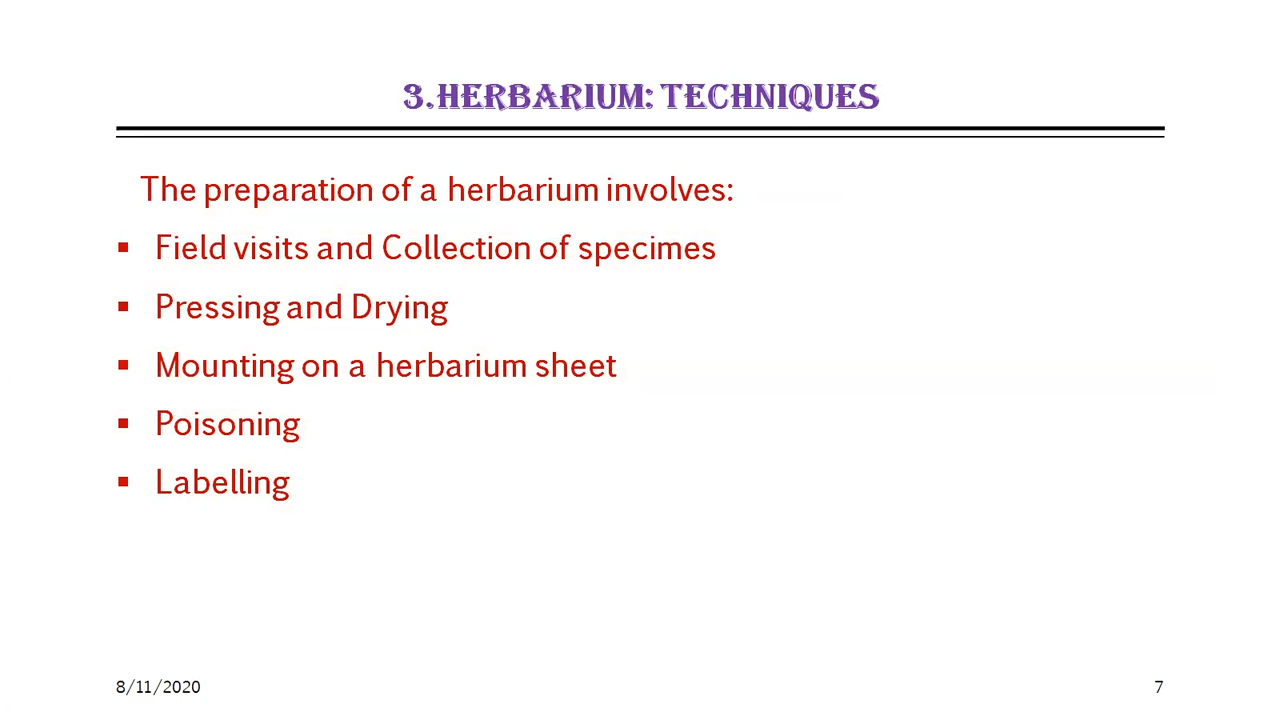 3.HERBARIUM: TECHNIQUES
The preparation of a herbarium involves:
▪ Field visits and Collection of specimes
▪ Pressing and Drying
▪ Mounting on a herbarium sheet
▪ Poisoning
▪ Labelling
8/11/2020
7